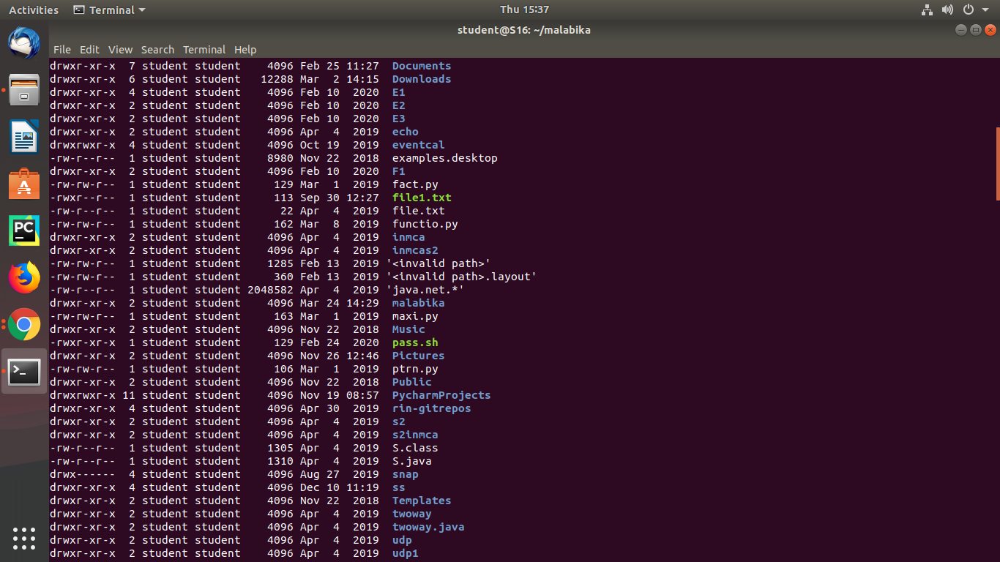 Activities Terminal Thu 15:37
student@S16: ~/malabika
File Edit View Search Terminal Help
drwxr-xr-x  7 student student    4096 Feb 25 11:27  Documents
drwxr-xr-x  6 student student   12288 Mar  2 14:15  Downloads
drwxr-xr-x  4 student student    4096 Feb 10  2020  E1
drwxr-xr-x  2 student student    4096 Feb 10  2020  E2
drwxr-xr-x  2 student student    4096 Feb 10  2020  E3
drwxr-xr-x  2 student student    4096 Apr  4  2019  echo
drwxrwxr-x  4 student student    4096 Oct 19  2019  eventcal
-rw-r--r--  1 student student    8980 Nov 22  2018  examples.desktop
drwxr-xr-x  2 student student    4096 Feb 10  2020  F1
-rw-rw-r--  1 student student     129 Mar  1  2019  fact.py
-rwxr--r--  1 student student     113 Sep 30 12:27  file1.txt
-rw-r--r--  1 student student      22 Apr  4  2019  file.txt
-rw-rw-r--  1 student student     162 Mar  8  2019  functio.py
drwxr-xr-x  2 student student    4096 Apr  4  2019  inmca
drwxr-xr-x  2 student student    4096 Apr  4  2019  inmcas2
-rw-rw-r--  1 student student    1285 Feb 13  2019 '<invalid path>'
-rw-rw-r--  1 student student     360 Feb 13  2019 '<invalid path>.layout'
-rw-r--r--  1 student student 2048582 Apr  4  2019 'java.net.*'
drwxr-xr-x  2 student student    4096 Mar 24 14:29  malabika
-rw-rw-r--  1 student student     163 Mar  1  2019  maxi.py
drwxr-xr-x  2 student student    4096 Nov 22  2018  Music
-rwxr-xr-x  1 student student     129 Feb 24  2020  pass.sh
drwxr-xr-x  2 student student    4096 Nov 26 12:46  Pictures
-rw-rw-r--  1 student student     106 Mar  1  2019  ptrn.py
drwxr-xr-x  2 student student    4096 Nov 22  2018  Public
drwxrwxr-x 11 student student    4096 Nov 19 08:57  PycharmProjects
drwxr-xr-x  4 student student    4096 Apr 30  2019  rin-gitrepos
drwxr-xr-x  2 student student    4096 Apr  4  2019  s2
drwxr-xr-x  2 student student    4096 Apr  4  2019  s2inmca
-rw-r--r--  1 student student    1305 Apr  4  2019  S.class
-rw-r--r--  1 student student    1310 Apr  4  2019  S.java
drwx------  4 student student    4096 Aug 27  2019  snap
drwxr-xr-x  4 student student    4096 Dec 10 11:19  ss
drwxr-xr-x  2 student student    4096 Nov 22  2018  Templates
drwxr-xr-x  2 student student    4096 Apr  4  2019  twoway
drwxr-xr-x  2 student student    4096 Apr  4  2019  twoway.java
drwxr-xr-x  2 student student    4096 Apr  4  2019  udp
drwxr-xr-x  2 student student    4096 Apr  4  2019  udp1
PC